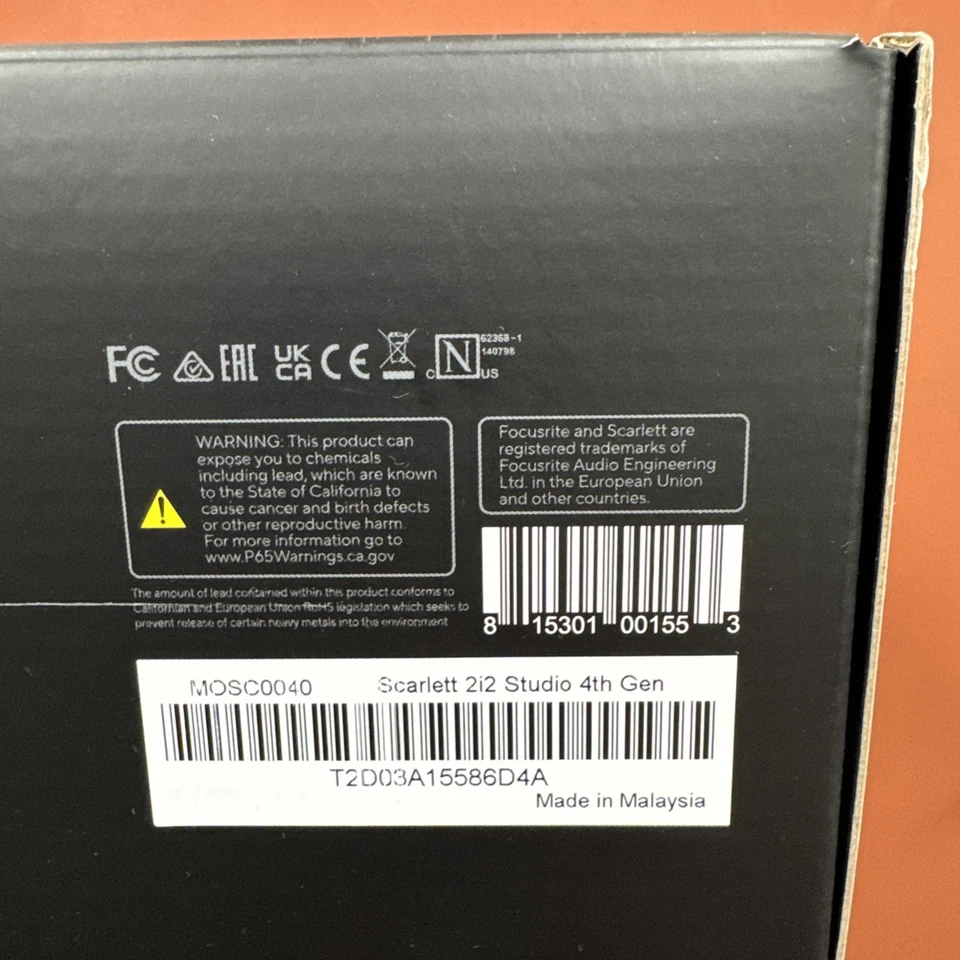 FC EAC UK CA CE C N US 62368-1 140798
WARNING: This product can
expose you to chemicals
including lead, which are known
to the State of California to
cause cancer and birth defects
or other reproductive harm.
For more information go to
www.P65Warnings.ca.gov
Focusrite and Scarlett are
registered trademarks of
Focusrite Audio Engineering
Ltd. in the European Union
and other countries.
The amount of lead contained within this product conforms to
Californian and European Union RoHS legislation which seeks to
prevent release of certain heavy metals into the environment
8 15301 00155 3
MOSC0040 Scarlett 2i2 Studio 4th Gen
T2D03A15586D4A
Made in Malaysia